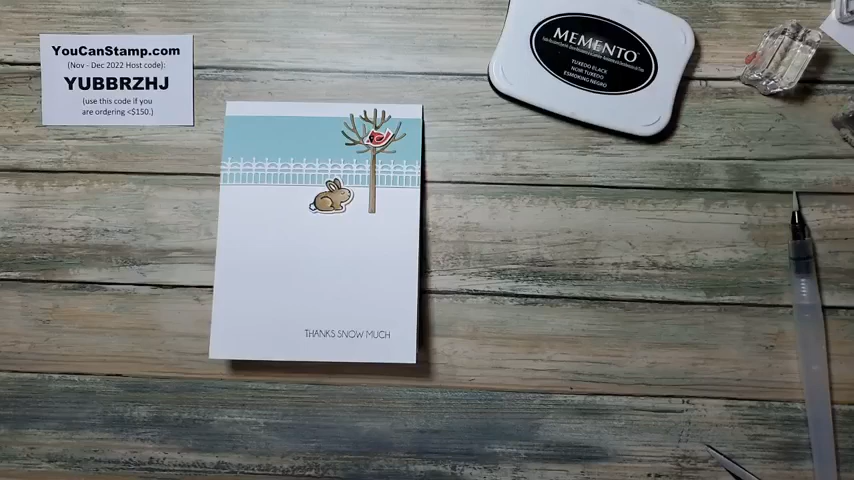 YouCanStamp.com
(Nov - Dec 2022 Host code):
YUBBRZHJ
(use this code if you
are ordering <$150.)
MEMENTO
TUXEDO BLACK
NOIR TUXEDO
ESMOKING NEGRO
THANKS SNOW MUCH